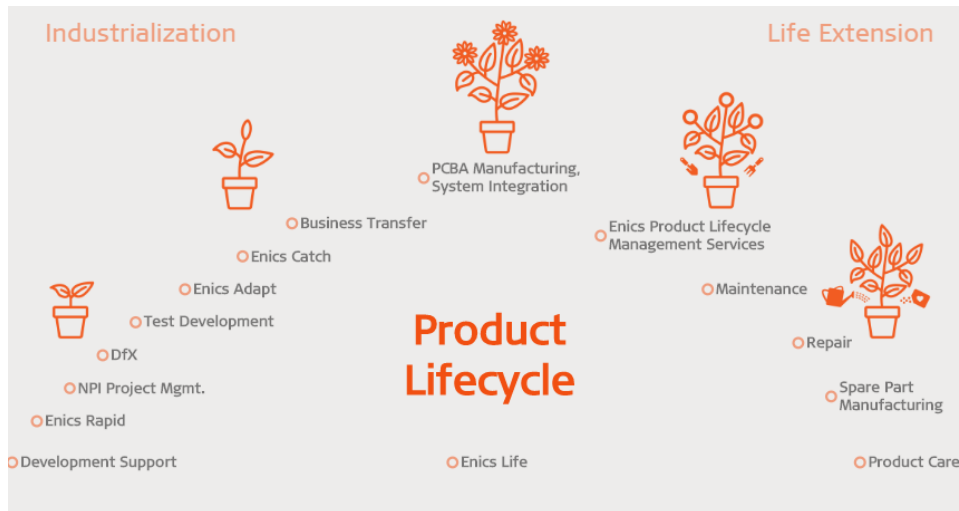 Industrialization
Life Extension
PCBA Manufacturing,
System Integration
Business Transfer
Enics Catch
Enics Adapt
Test Development
DfX
NPI Project Mgmt.
Enics Rapid
Development Support
Product
Lifecycle
Enics Life
Enics Product Lifecycle
Management Services
Maintenance
Repair
Spare Part
Manufacturing
Product Care